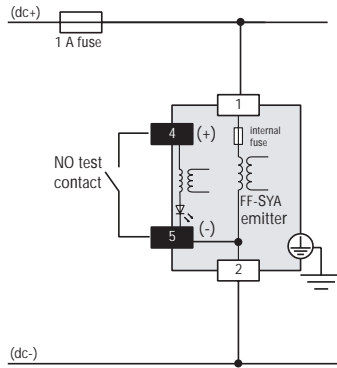 (dc+)
1 A fuse
1
4
(+)
internal
fuse
NO test
contact
FF-SYA
emitter
5
(-)
2
(dc-)